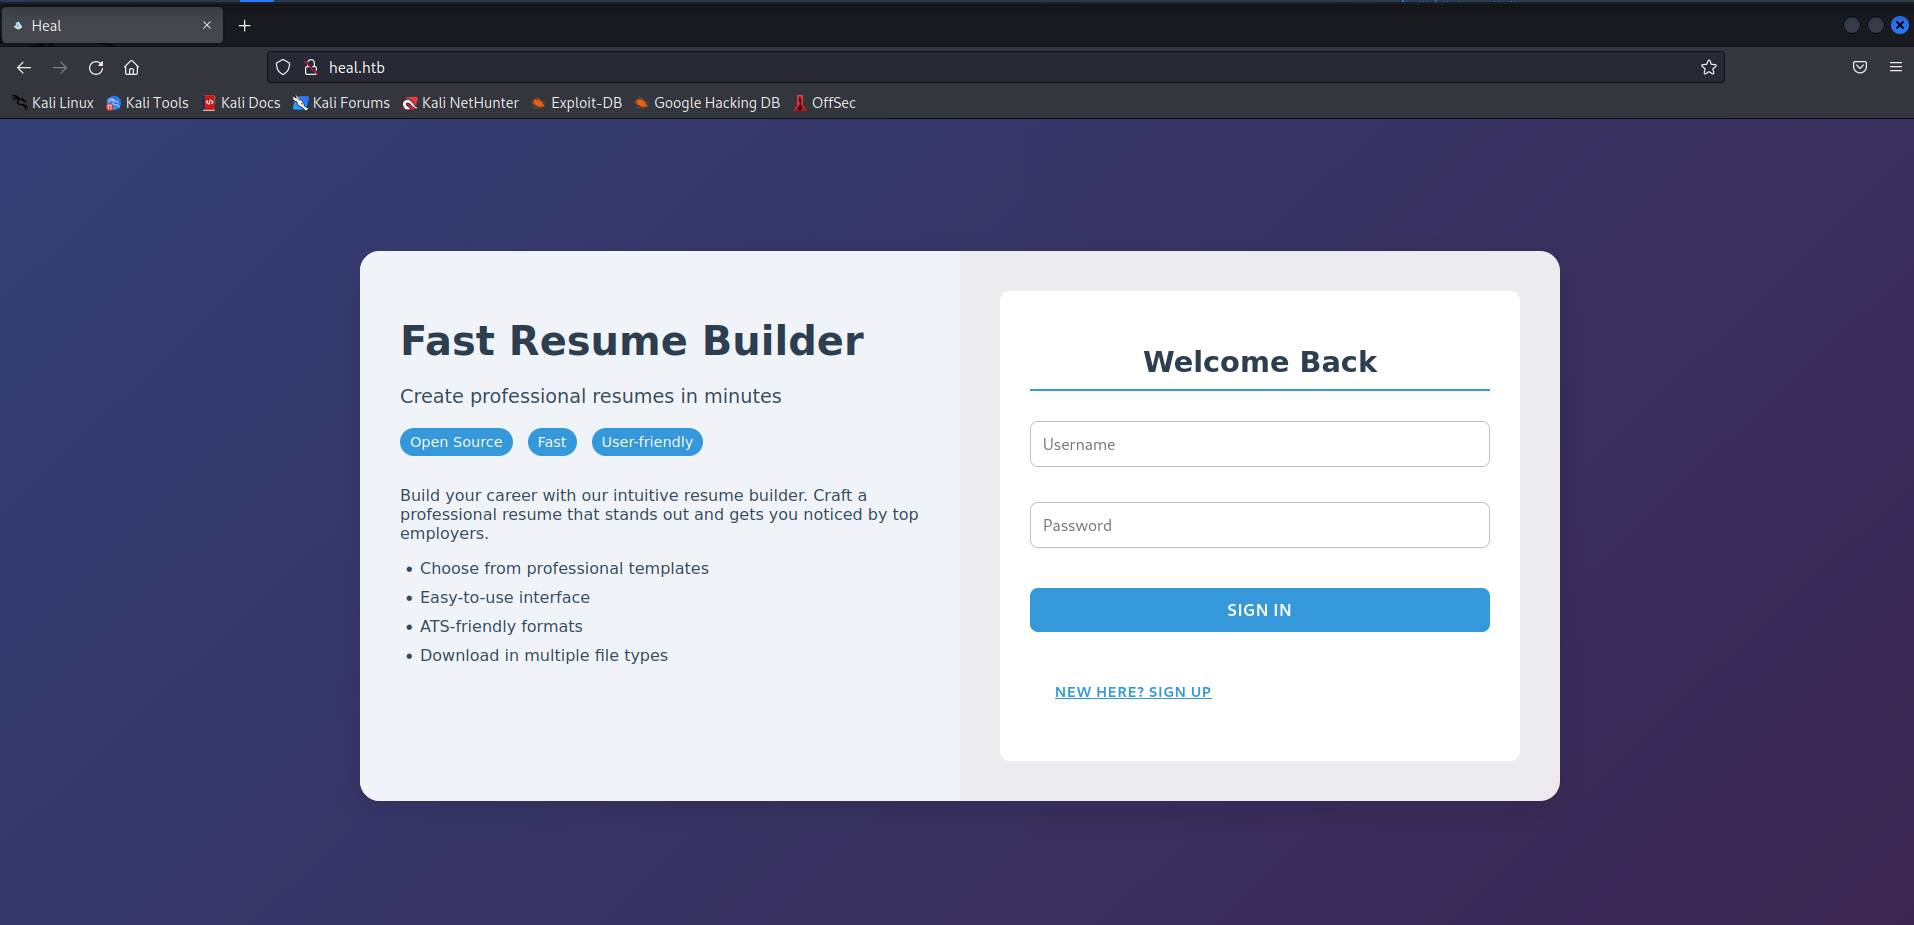 Heal
heal.htb
Kali Linux Kali Tools Kali Docs Kali Forums Kali NetHunter Exploit-DB Google Hacking DB OffSec
Fast Resume Builder
Create professional resumes in minutes
Open Source Fast User-friendly
Build your career with our intuitive resume builder. Craft a
professional resume that stands out and gets you noticed by top
employers.
• Choose from professional templates
• Easy-to-use interface
• ATS-friendly formats
• Download in multiple file types
Welcome Back
Username
Password
SIGN IN
NEW HERE? SIGN UP